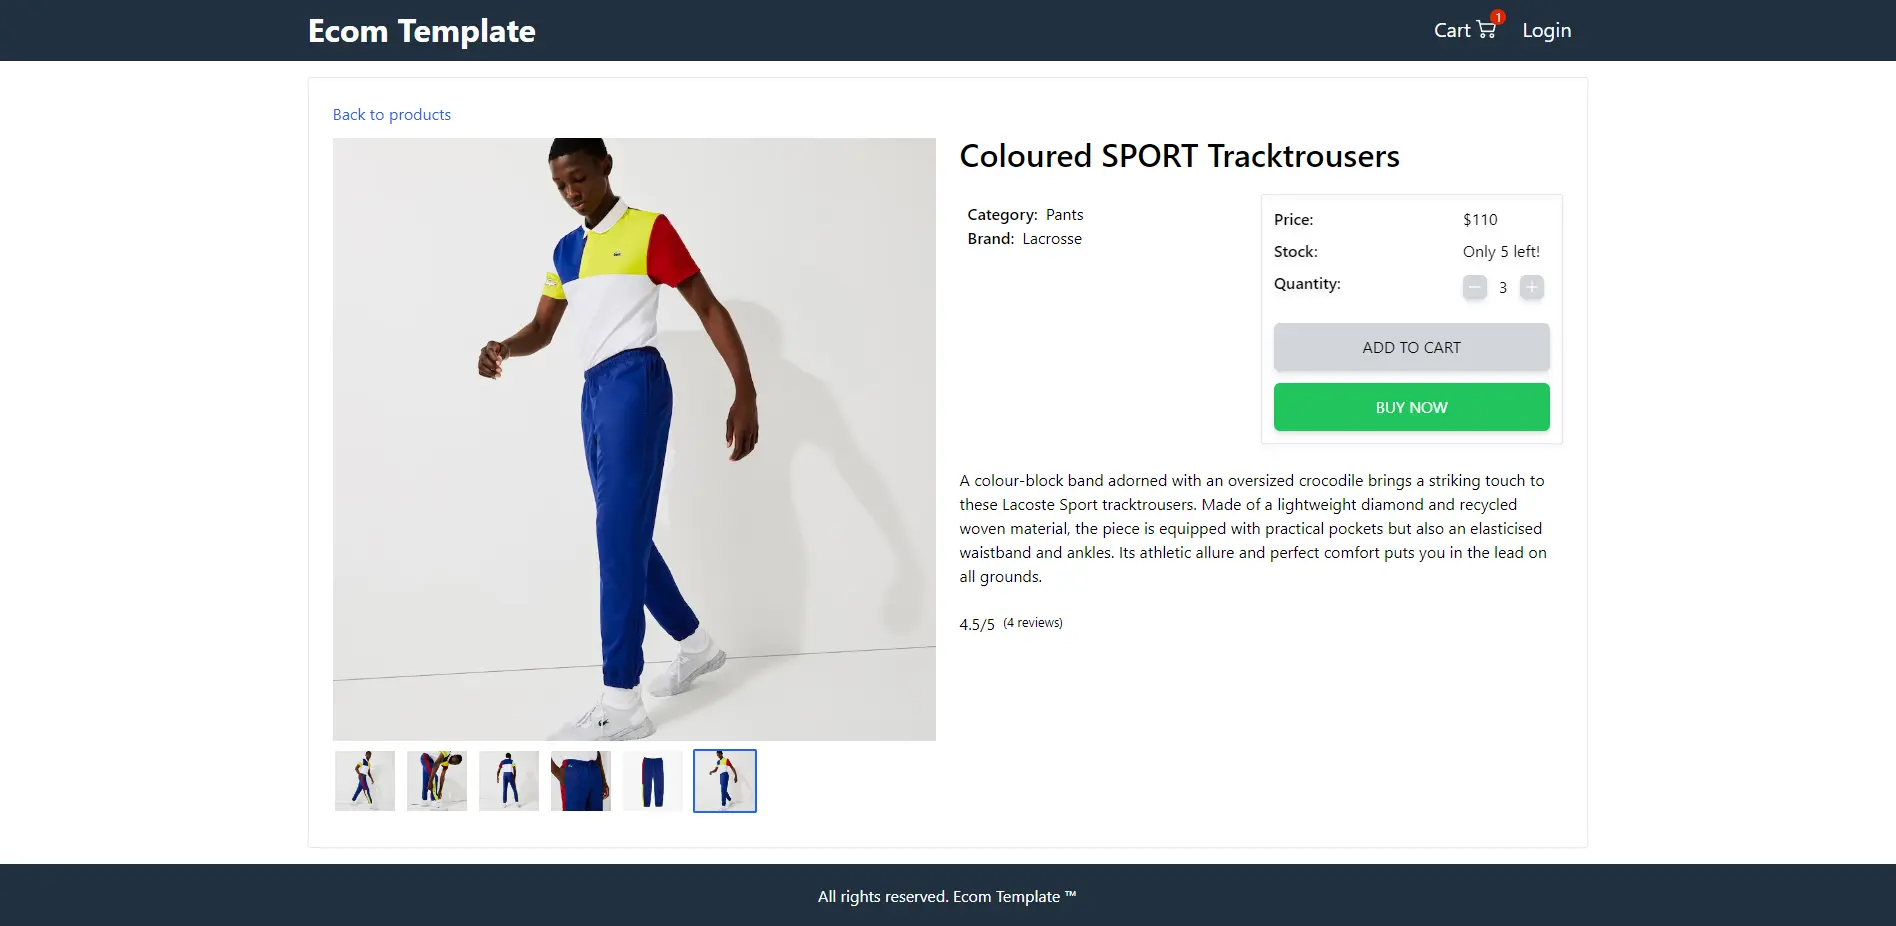 Ecom Template
Cart 1 Login
Back to products
Coloured SPORT Tracktrousers
Category: Pants
Brand: Lacrosse
Price: $110
Stock: Only 5 left!
Quantity: − 3 +
ADD TO CART
BUY NOW
A colour-block band adorned with an oversized crocodile brings a striking touch to
these Lacoste Sport tracktrousers. Made of a lightweight diamond and recycled
woven material, the piece is equipped with practical pockets but also an elasticised
waistband and ankles. Its athletic allure and perfect comfort puts you in the lead on
all grounds.
4.5/5 (4 reviews)
All rights reserved. Ecom Template ™